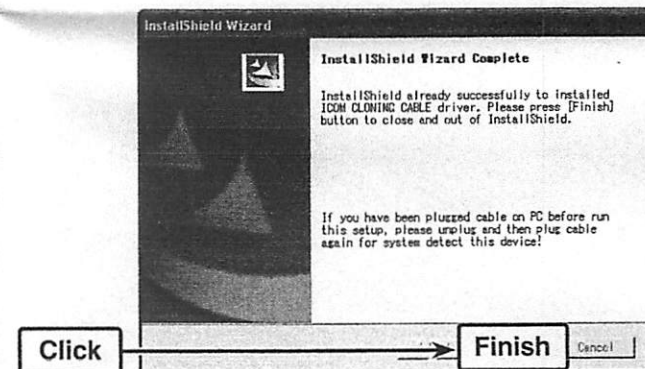 InstallShield Wizard
InstallShield Wizard Complete
InstallShield already successfully to installed
ICOM CLONING CABLE driver. Please press [Finish]
button to close and out of InstallShield.
If you have been plugged cable on PC before run
this setup, please unplug and then plug cable
again for system detect this device!
Click
Finish
Cancel